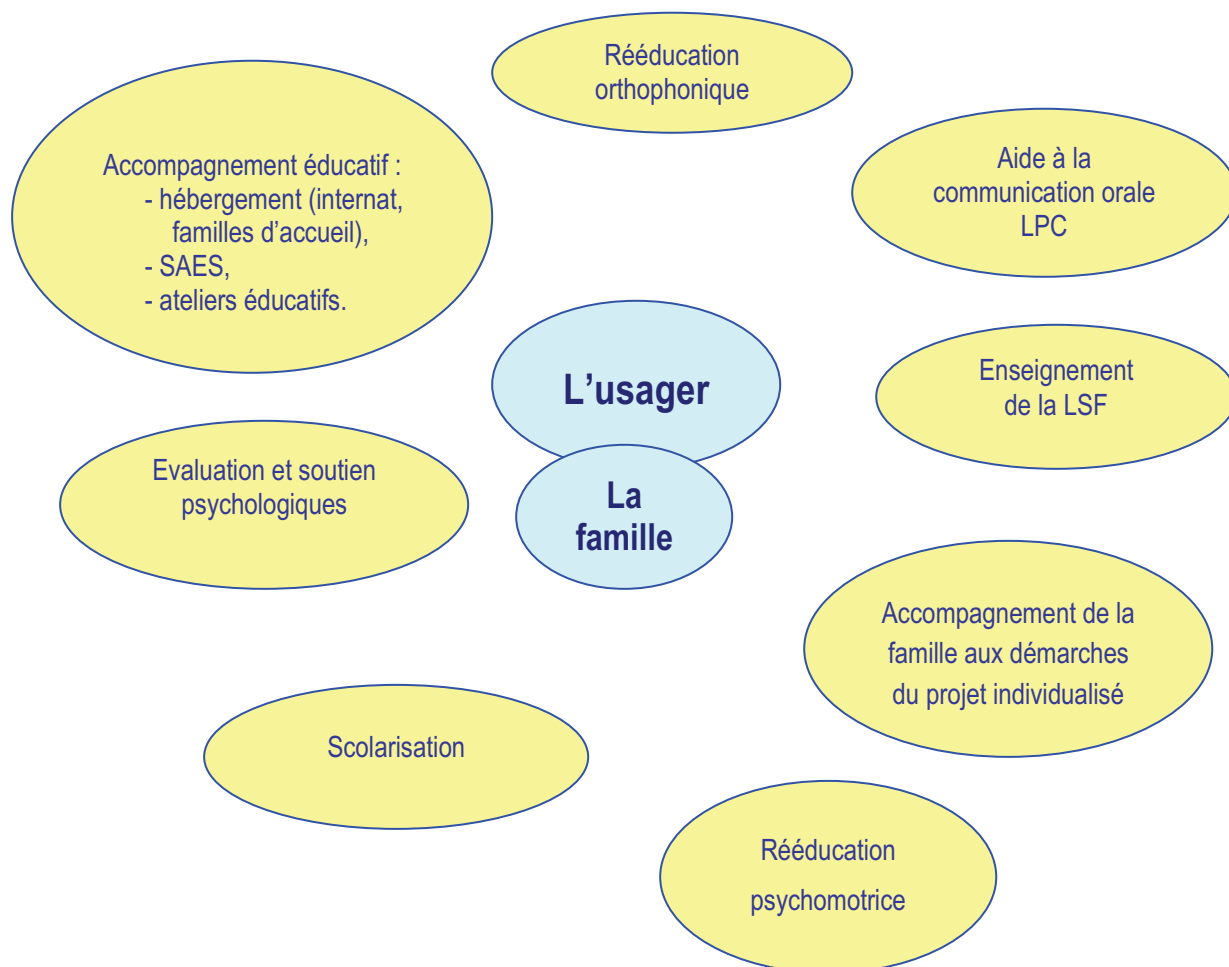 Rééducation
orthophonique
Accompagnement éducatif :
- hébergement (internat,
familles d’accueil),
- SAES,
- ateliers éducatifs.
Aide à la
communication orale
LPC
L’usager
Enseignement
de la LSF
Evaluation et soutien
psychologiques
La
famille
Accompagnement de la
famille aux démarches
du projet individualisé
Scolarisation
Rééducation
psychomotrice